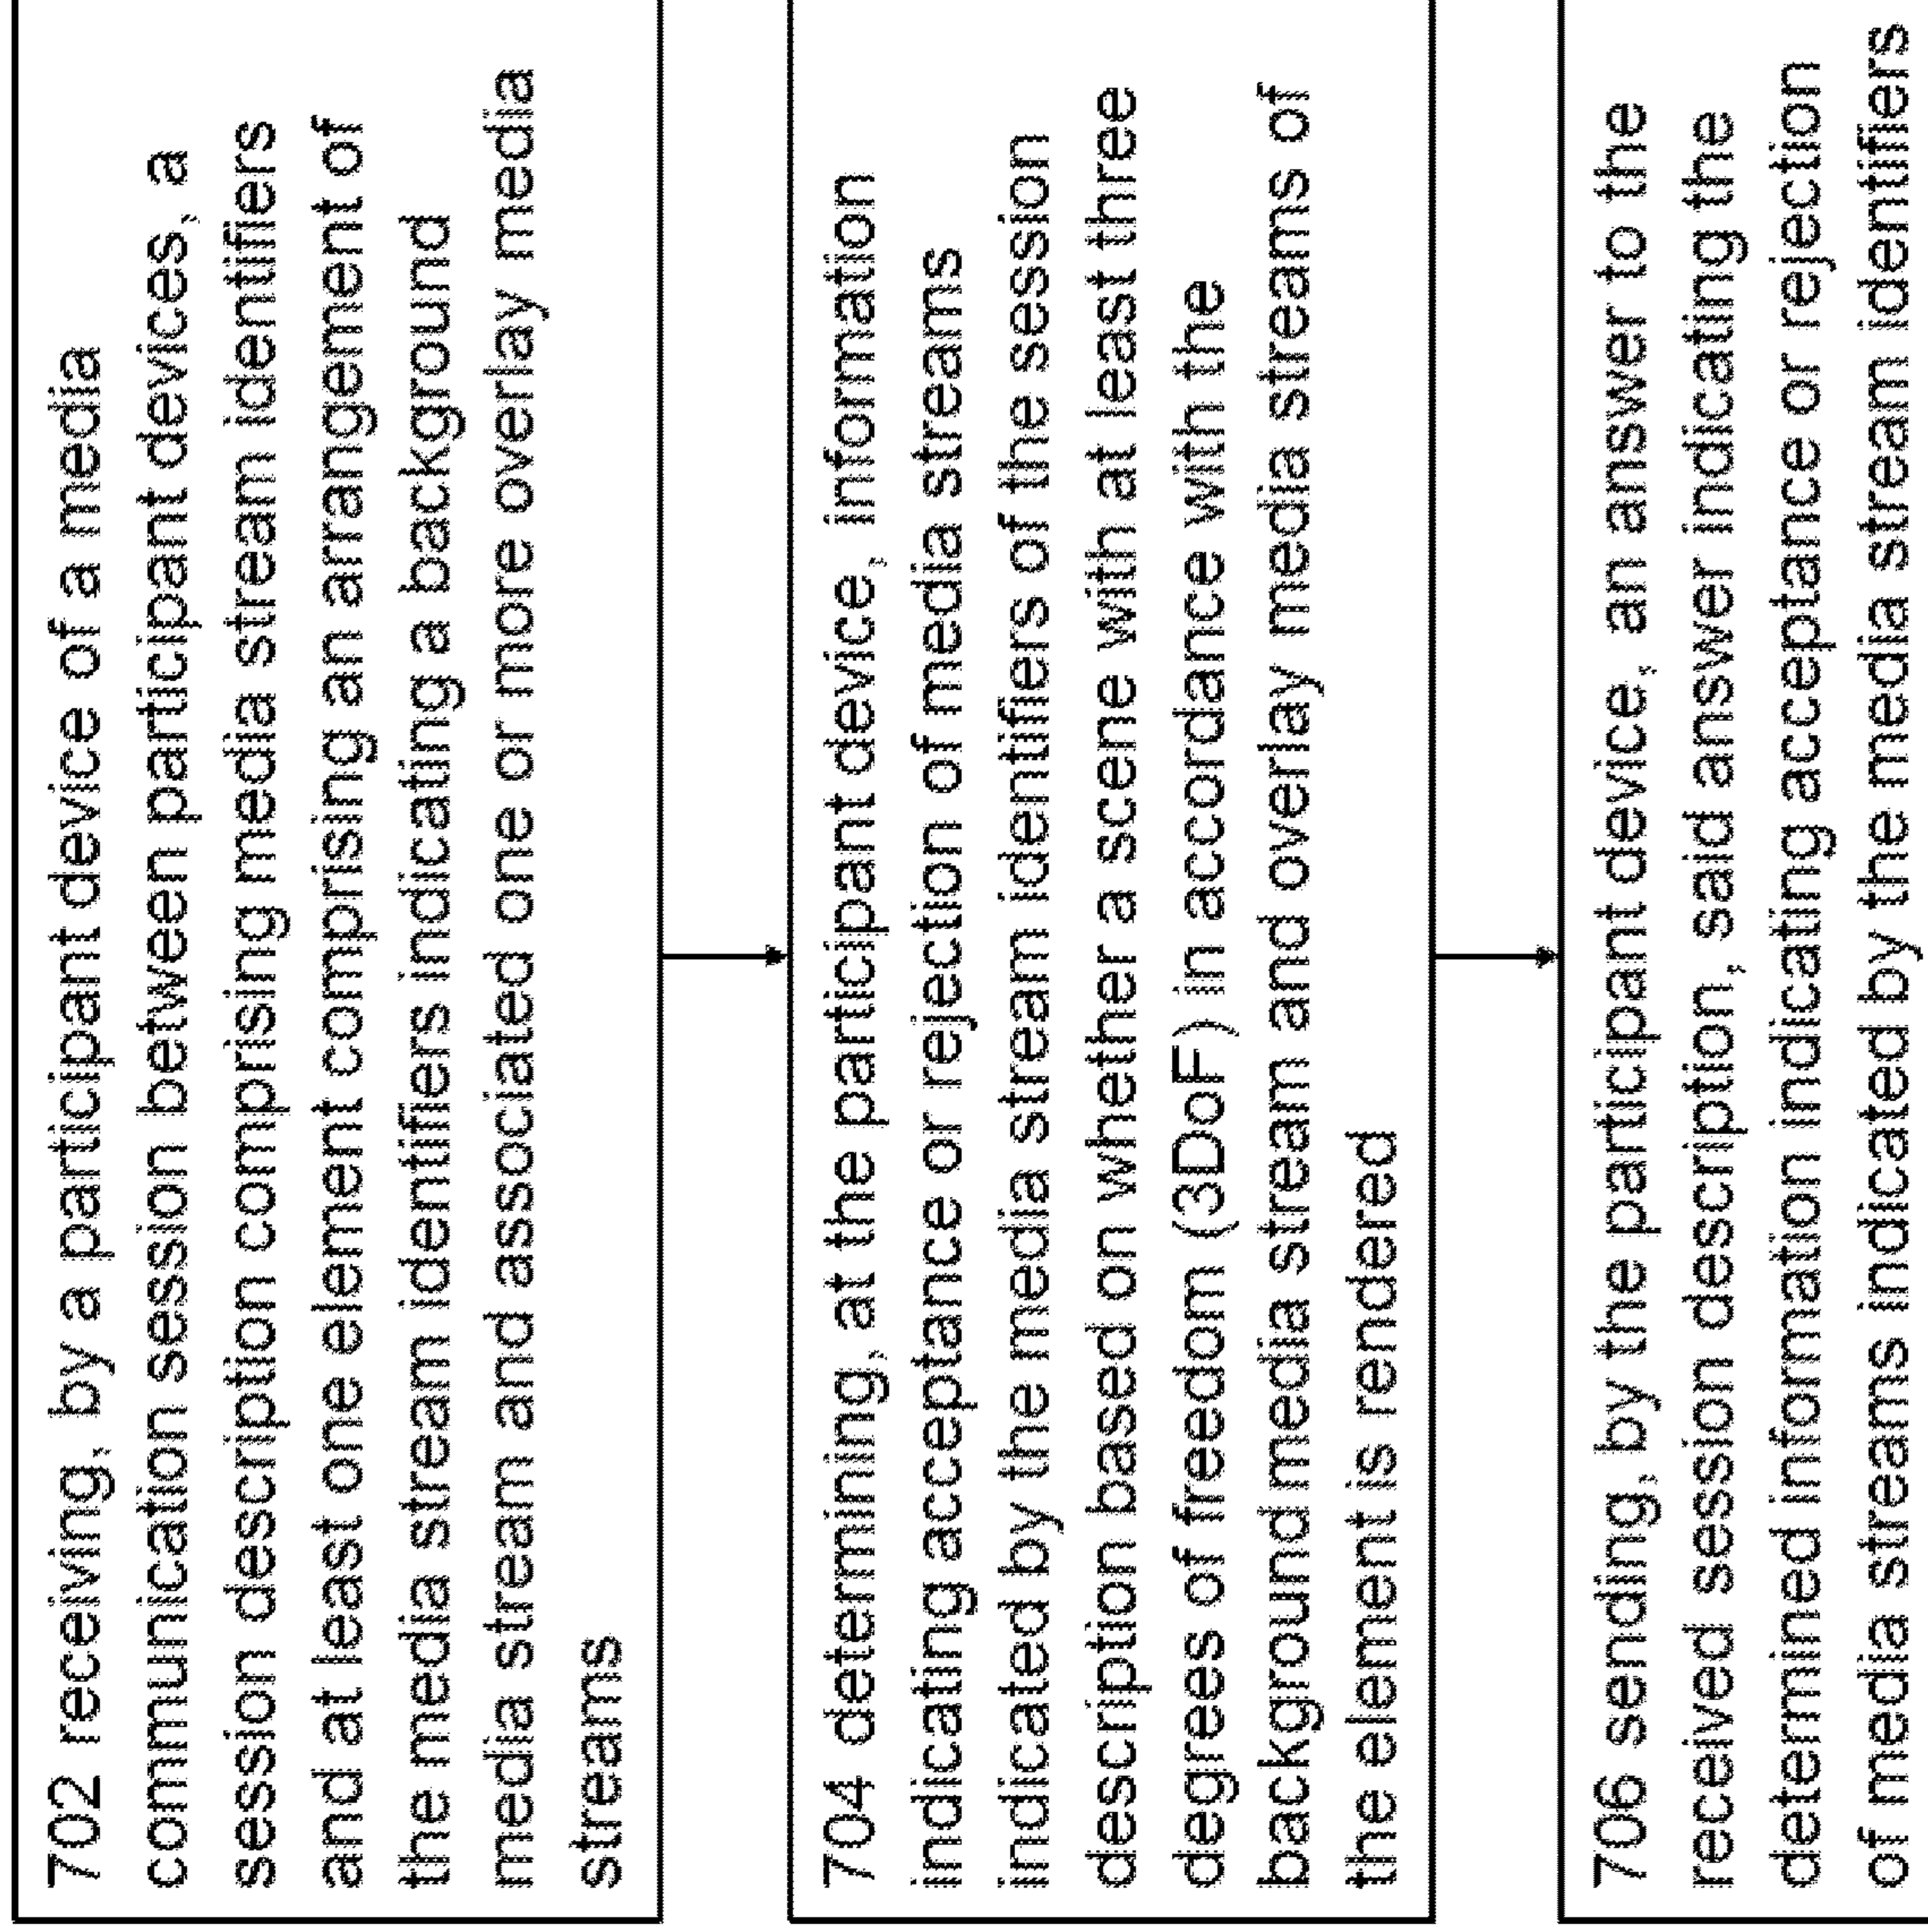 702 receiving, by a participant device of a media
communication session between participant devices, a
session description comprising media stream identifiers
and at least one element comprising an arrangement of
the media stream identifiers indicating a background
media stream and associated one or more overlay media
streams
704 determining, at the participant device, information
indicating acceptance or rejection of media streams
indicated by the media stream identifiers of the session
description based on whether a scene with at least three
degrees of freedom (3DoF) in accordance with the
background media stream and overlay media streams of
the element is rendered
706 sending, by the participant device, an answer to the
received session description, said answer indicating the
determined information indicating acceptance or rejection
of media streams indicated by the media stream identifiers